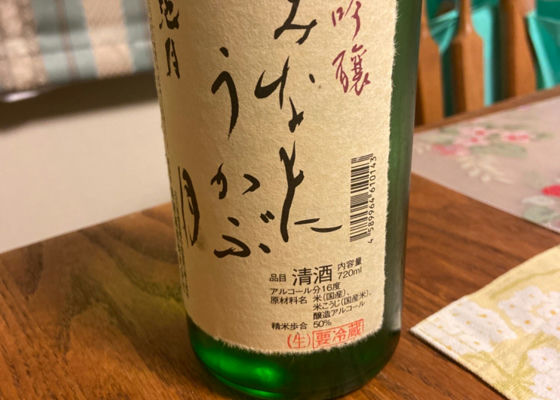 吟醸
みなとに
うかぶ
月
4 589964 610143
品目 清酒 内容量 720ml
アルコール分16度
原材料名 米(国産)、
米こうじ(国産米)、
醸造アルコール
精米歩合 50%
(生)要冷蔵